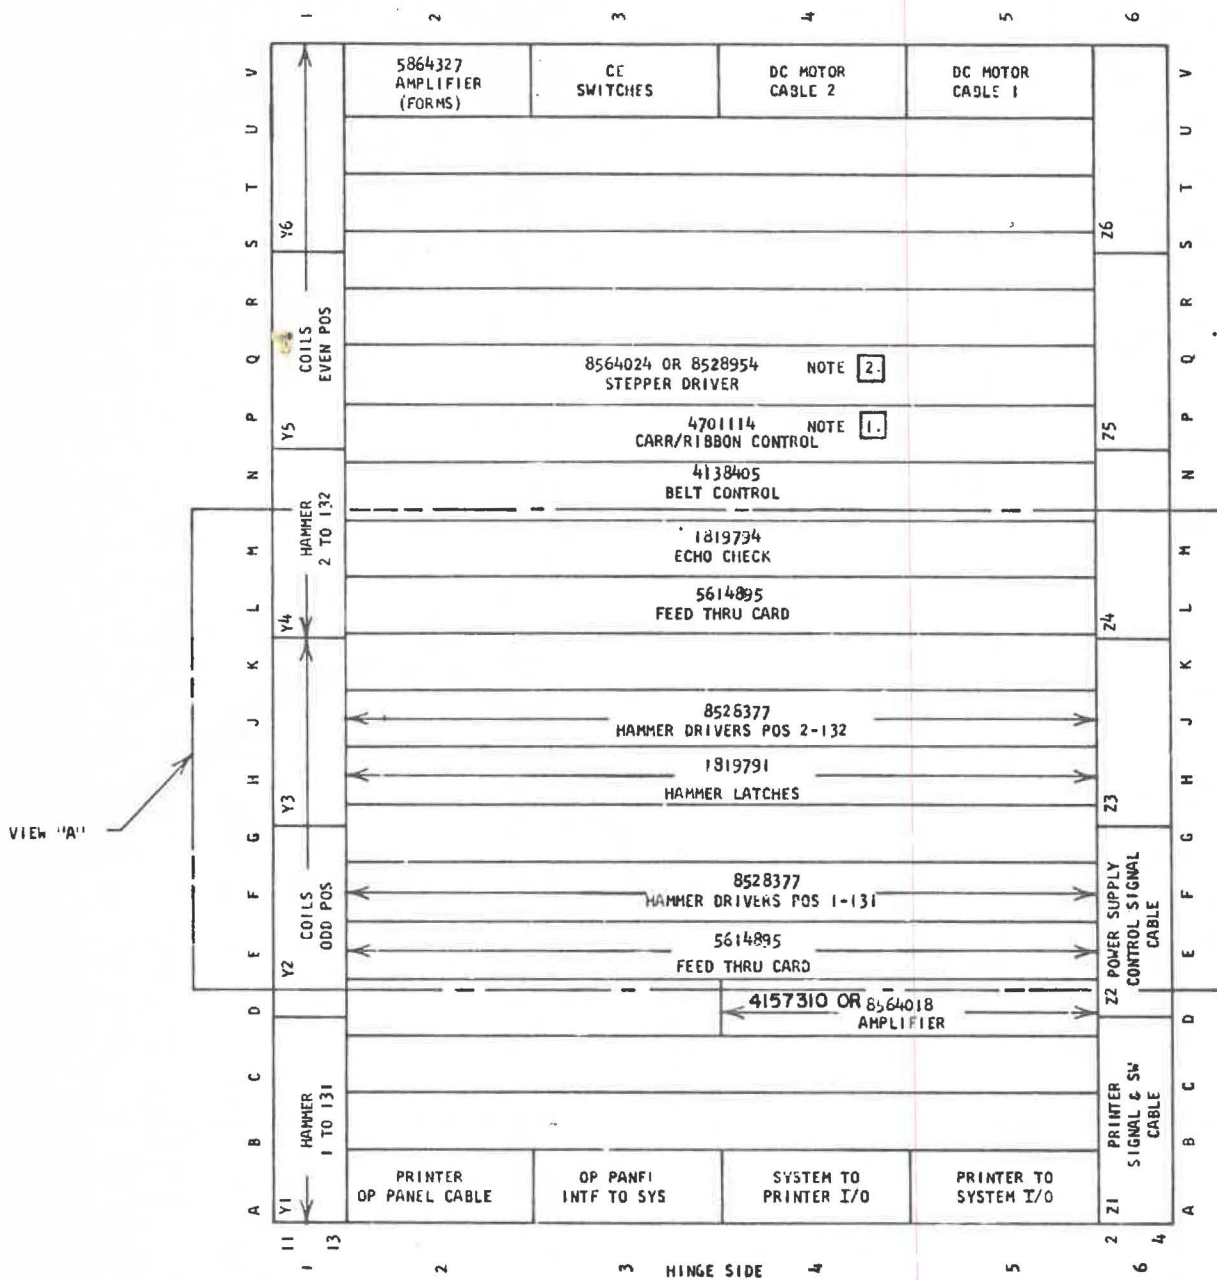 1 2 3 4 5 6
V
U
T
S
R
Q
P
N
M
L
K
J
H
G
F
E
D
C
B
A
5864327
AMPLIFIER
(FORMS)
CE
SWITCHES
DC MOTOR
CABLE 2
DC MOTOR
CABLE 1
Y6
COILS
EVEN POS
Y5
HAMMER
2 TO 132
Y4
Y3
COILS
ODD POS
Y2
HAMMER
1 TO 131
Y1
8564024 OR 8528954 NOTE 2.
STEPPER DRIVER
4701114 NOTE 1.
CARR/RIBBON CONTROL
4138405
BELT CONTROL
1819794
ECHO CHECK
5614895
FEED THRU CARD
8528377
HAMMER DRIVERS POS 2-132
1819791
HAMMER LATCHES
8528377
HAMMER DRIVERS POS 1-131
5614895
FEED THRU CARD
4157310 OR 8564018
AMPLIFIER
PRINTER
OP PANEL CABLE
OP PANEL
INTF TO SYS
SYSTEM TO
PRINTER I/O
PRINTER TO
SYSTEM I/O
Z6
Z5
Z4
Z3
Z2 POWER SUPPLY
CONTROL SIGNAL
CABLE
Z1 PRINTER
SIGNAL & SW
CABLE
V
U
T
S
R
Q
P
N
M
L
K
J
H
G
F
E
D
C
B
A
VIEW "A"
11
13
2
4
1 2 3 4 5 6
HINGE SIDE